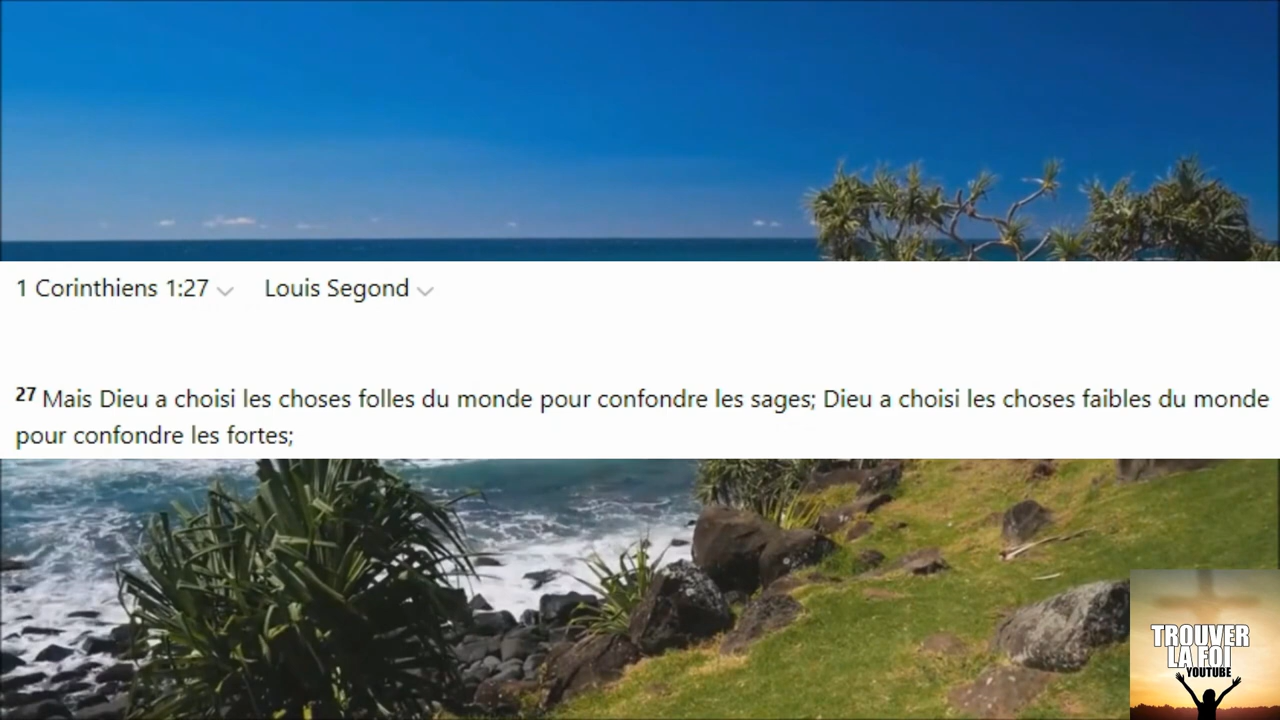 1 Corinthiens 1:27 Louis Segond
27 Mais Dieu a choisi les choses folles du monde pour confondre les sages; Dieu a choisi les choses faibles du monde
pour confondre les fortes;
TROUVER
LA FOI
YOUTUBE